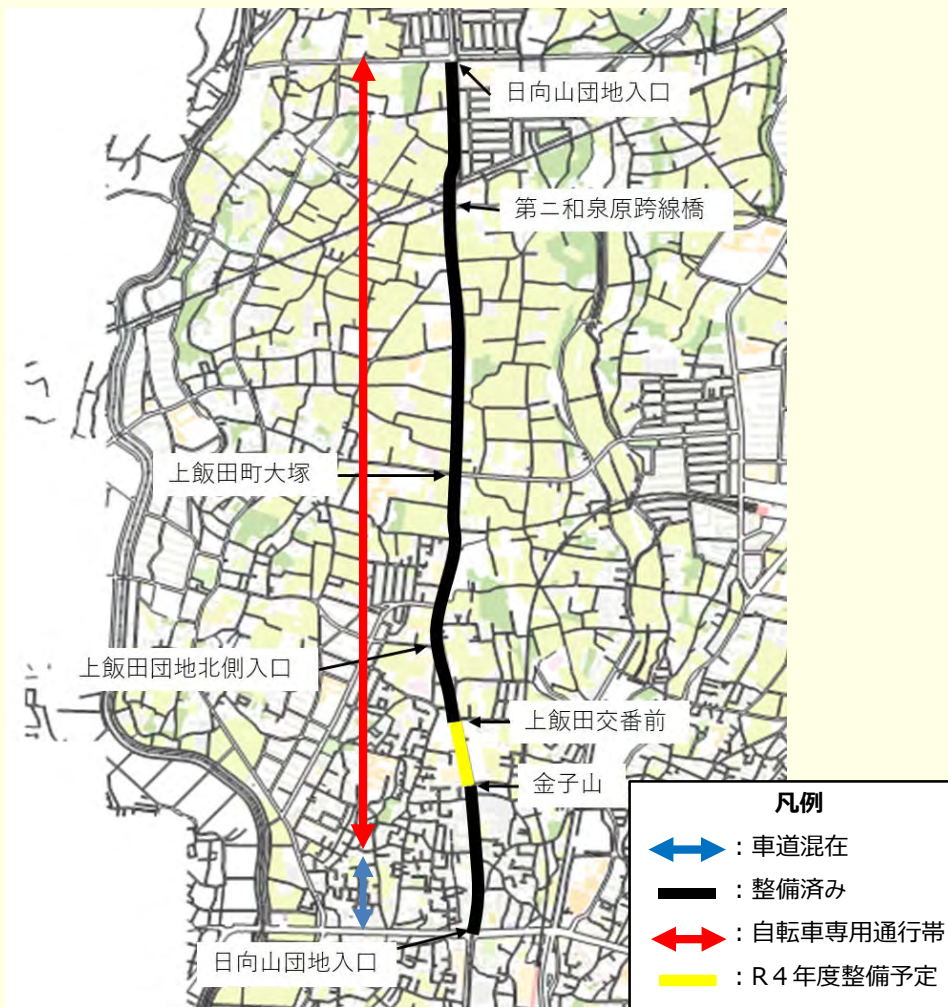 日向山団地入口
第二和泉原跨線橋
上飯田町大塚
上飯田団地北側入口
上飯田交番前
金子山
日向山団地入口
凡例
：車道混在
：整備済み
：自転車専用通行帯
：R４年度整備予定